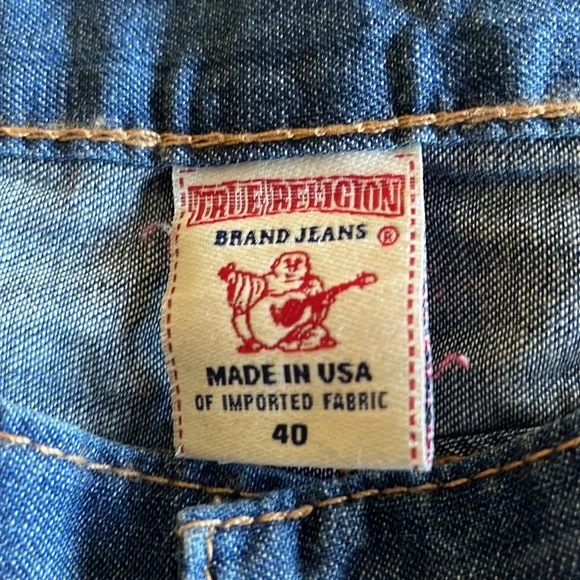 TRUE RELIGION
BRAND JEANS ®
MADE IN USA
OF IMPORTED FABRIC
40